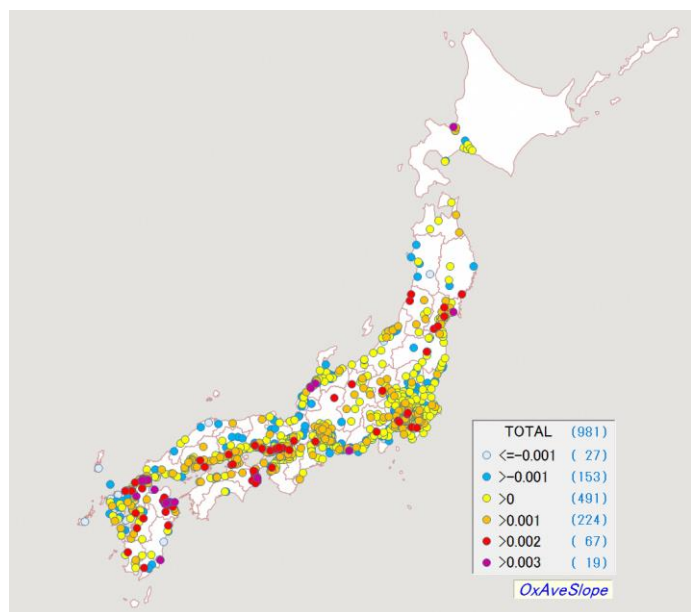 TOTAL (981)
<=-0.001 ( 27)
>-0.001 (153)
>0 (491)
>0.001 (224)
>0.002 ( 67)
>0.003 ( 19)
OxAveSlope